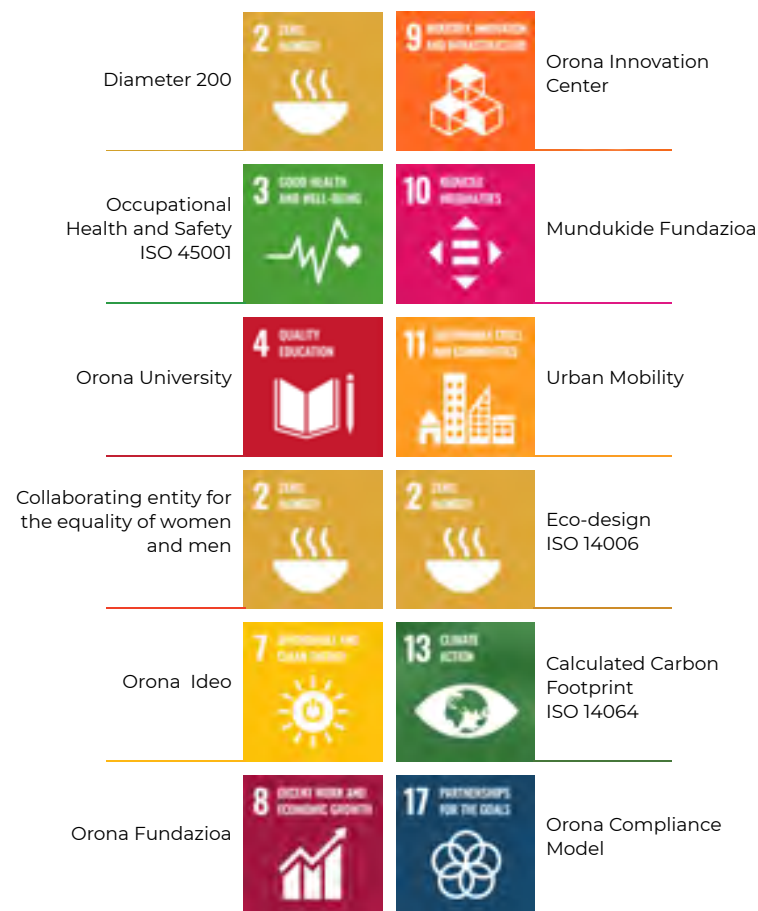 Diameter 200
2 ZERO
HUNGER
9 INDUSTRY, INNOVATION
AND INFRASTRUCTURE
Orona Innovation
Center
Occupational
Health and Safety
ISO 45001
3 GOOD HEALTH
AND WELL-BEING
10 REDUCED
INEQUALITIES
Mundukide Fundazioa
Orona University
4 QUALITY
EDUCATION
11 SUSTAINABLE CITIES
AND COMMUNITIES
Urban Mobility
Collaborating entity for
the equality of women
and men
2 ZERO
HUNGER
2 ZERO
HUNGER
Eco-design
ISO 14006
Orona Ideo
7 AFFORDABLE AND
CLEAN ENERGY
13 CLIMATE
ACTION
Calculated Carbon
Footprint
ISO 14064
Orona Fundazioa
8 DECENT WORK AND
ECONOMIC GROWTH
17 PARTNERSHIPS
FOR THE GOALS
Orona Compliance
Model